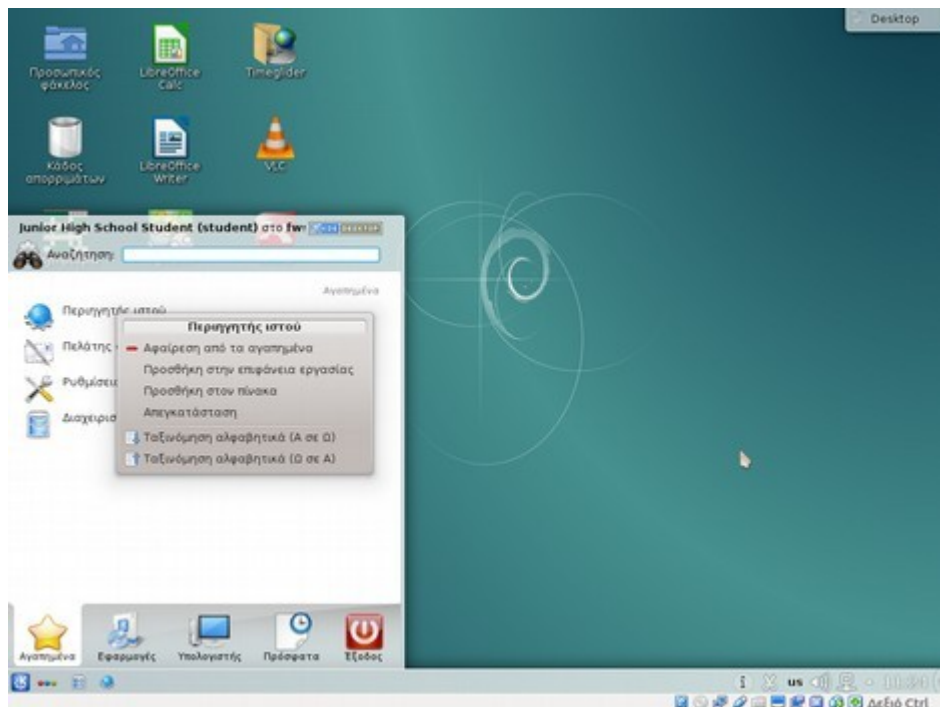 Desktop
Προσωπικός
φάκελος
LibreOffice
Calc
Timeglider
Κάδος
απορριμάτων
LibreOffice
Writer
VLC
Junior High School Student (student) στο fw
Αναζήτηση:
Αγαπημένα
Περιηγητής ιστού
Πελάτης
Ρυθμίσει
Διαχειρισ
Περιηγητής ιστού
Αφαίρεση από τα αγαπημένα
Προσθήκη στην επιφάνεια εργασίας
Προσθήκη στον πίνακα
Απεγκατάσταση
Ταξινόμηση αλφαβητικά (Α σε Ω)
Ταξινόμηση αλφαβητικά (Ω σε Α)
Αγαπημένα
Εφαρμογές
Υπολογιστής
Πρόσφατα
Έξοδος
us
Δεξιό Ctrl